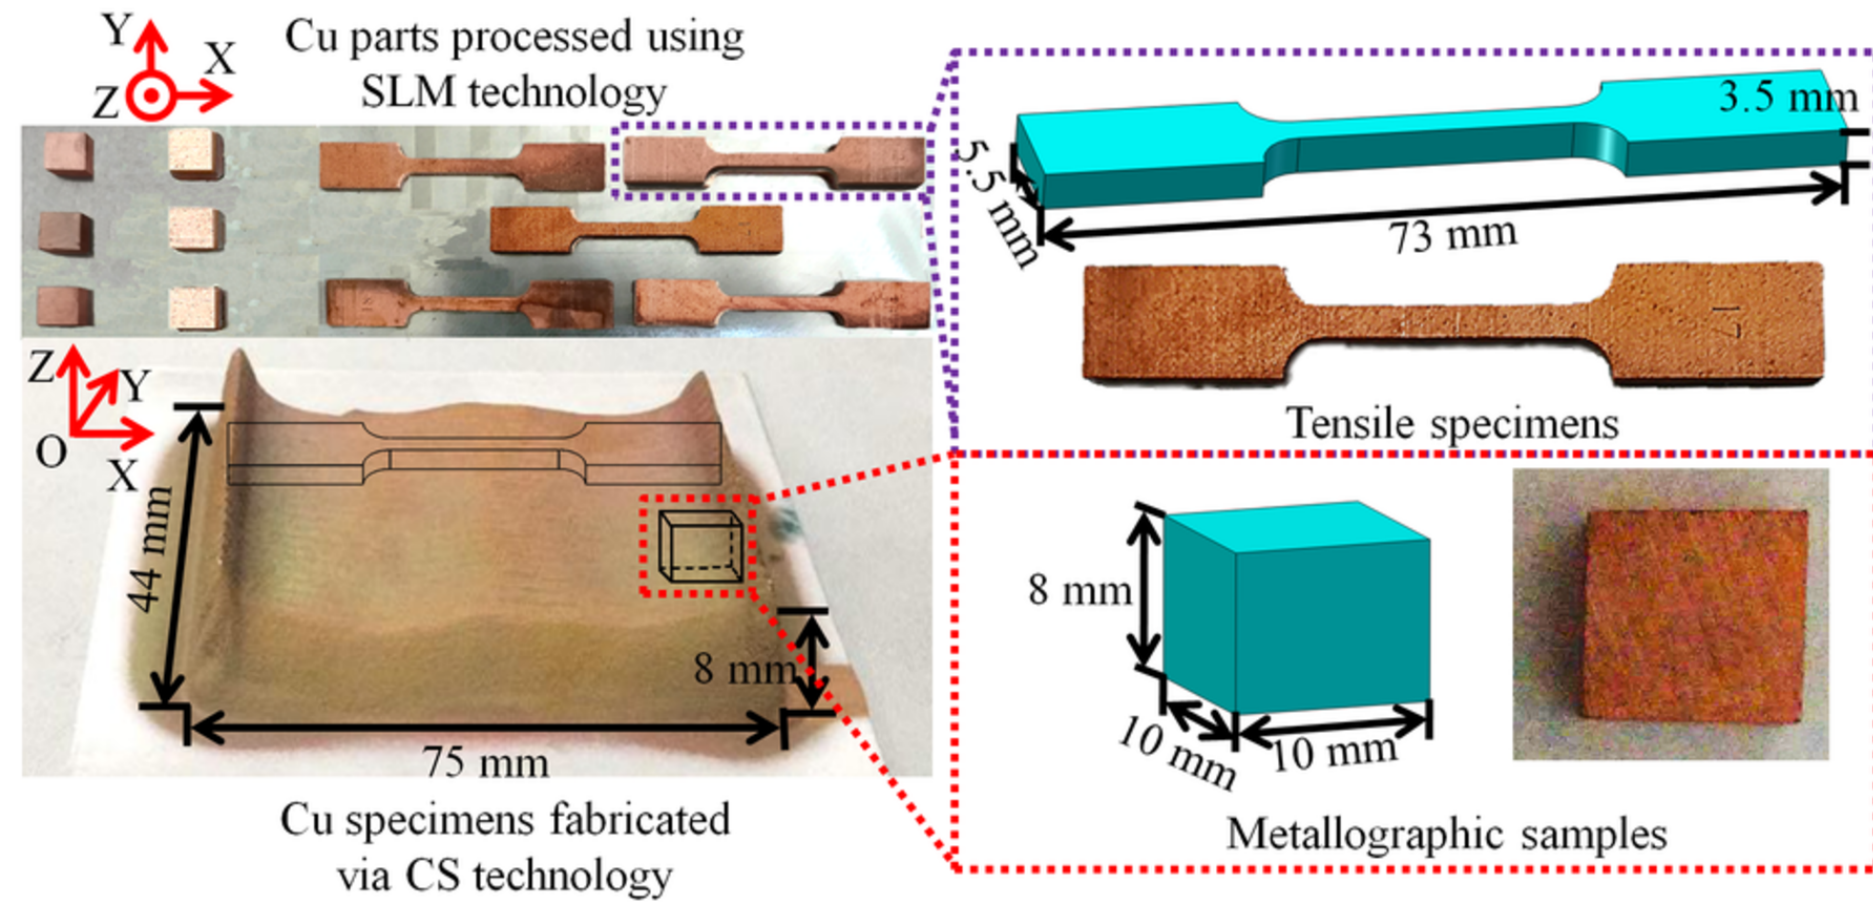 Y
X
Z
Cu parts processed using
SLM technology
3.5 mm
5.5 mm
73 mm
17
Tensile specimens
Z
Y
O
X
44 mm
8 mm
75 mm
Cu specimens fabricated
via CS technology
8 mm
10 mm
10 mm
Metallographic samples